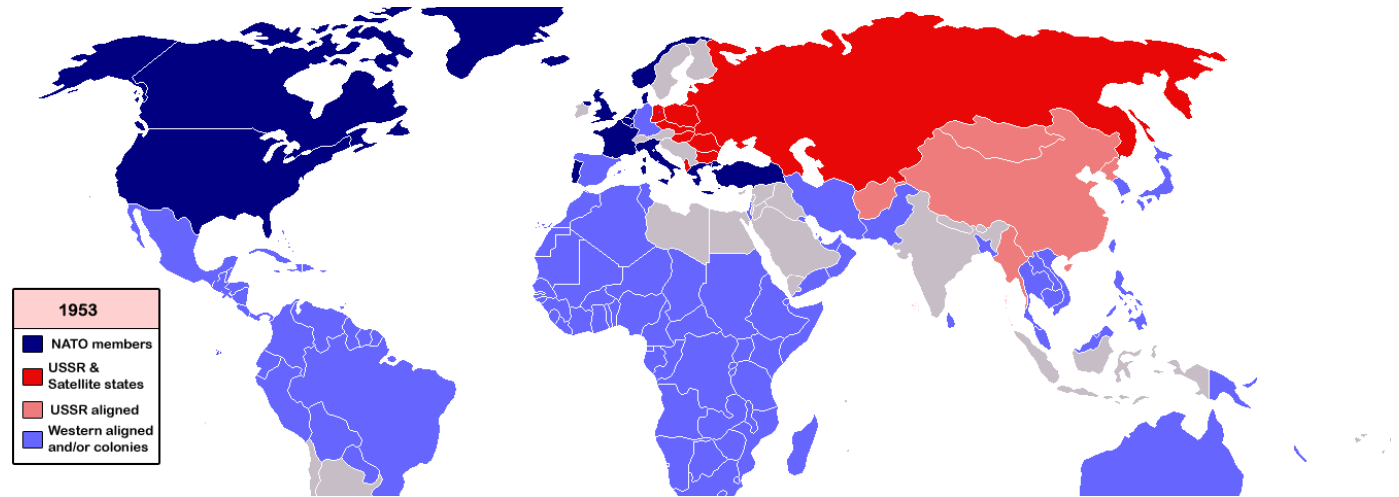 1953
NATO members
USSR &
Satellite states
USSR aligned
Western aligned
and/or colonies